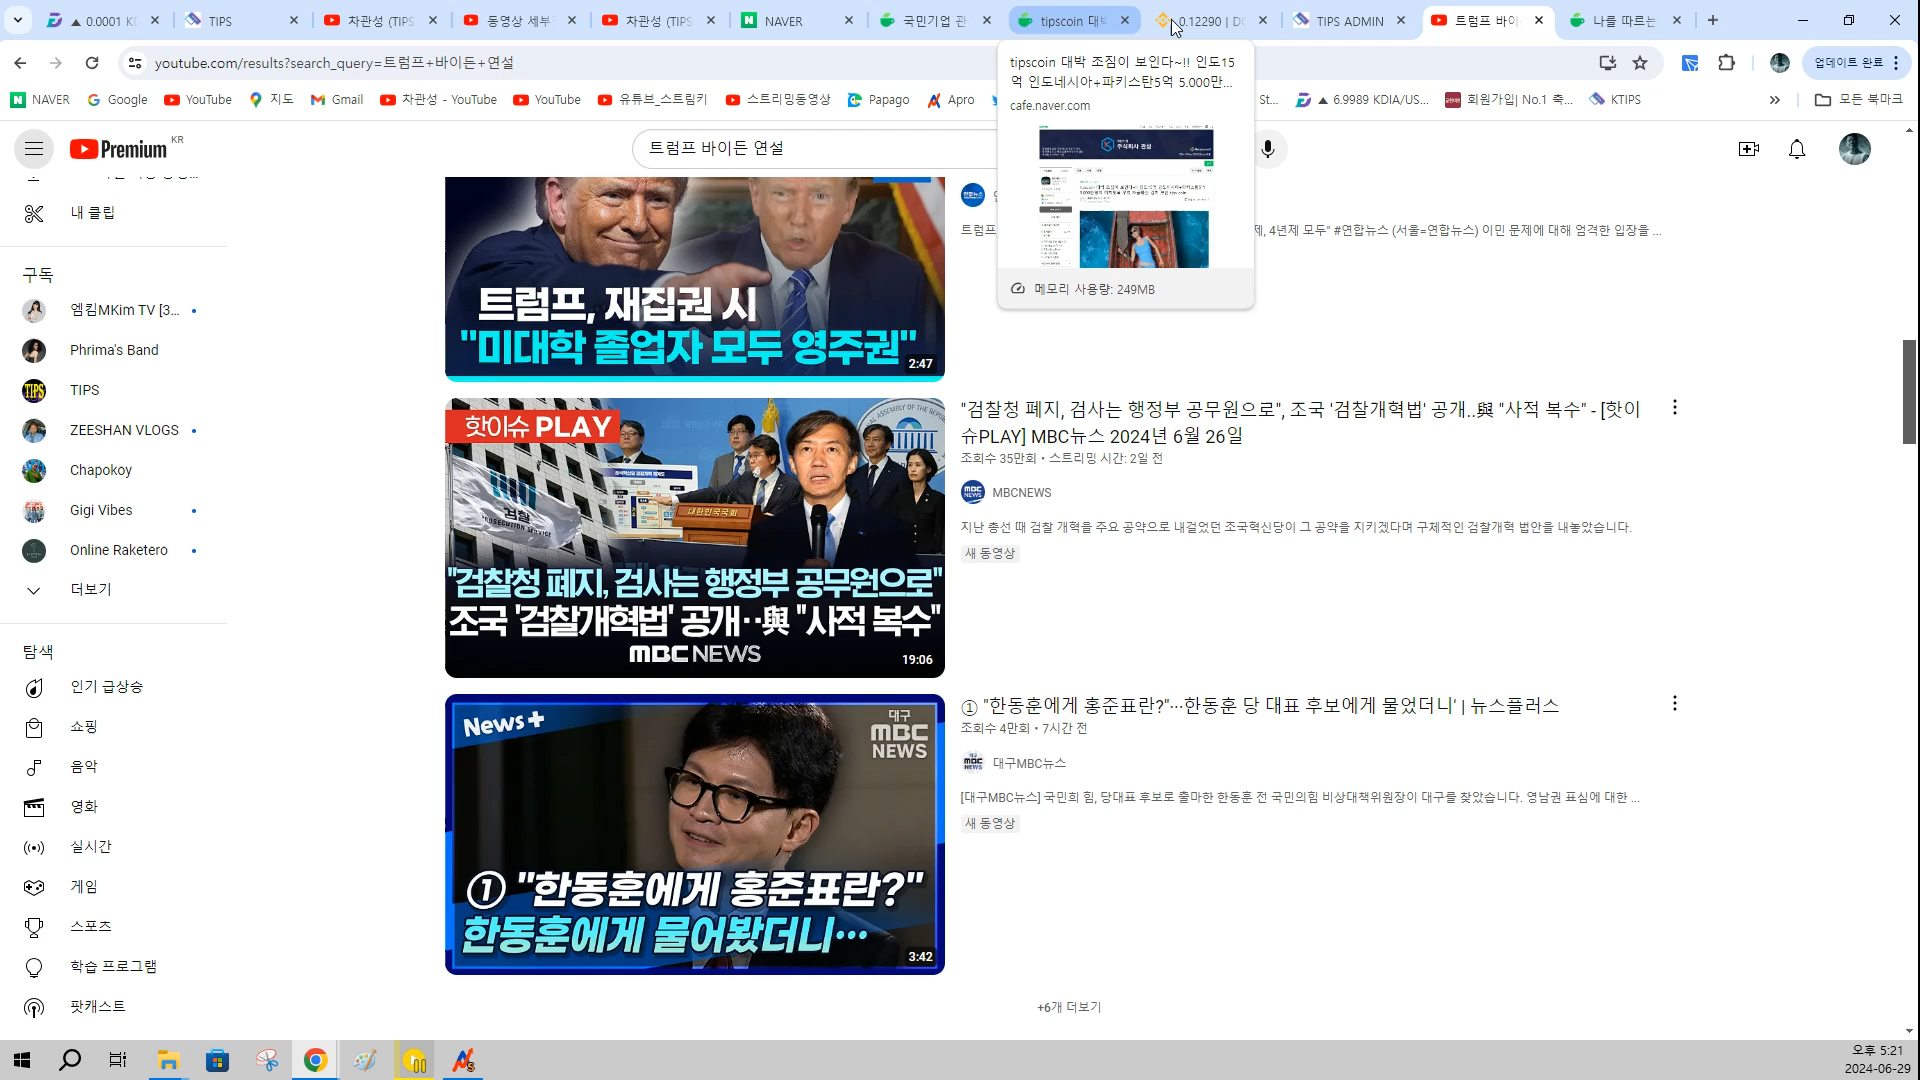 ▲ 0.0001 K
TIPS
차관성 (TIPS
동영상 세부
차관성 (TIPS
NAVER
국민기업 관
tipscoin 대
0.12290 | D
TIPS ADMIN
트럼프 바이
나를 따르는
youtube.com/results?search_query=트럼프+바이든+연설
업데이트 완료
NAVER
Google
YouTube
지도
Gmail
차관성 - YouTube
YouTube
유튜브_스트림키
스트리밍동영상
Papago
Apro
St...
▲ 6.9989 KDIA/US...
회원가입| No.1 축...
KTIPS
모든 북마크
tipscoin 대박 조짐이 보인다~!! 인도15
억 인도네시아+파키스탄5억 5.000만...
cafe.naver.com
주식회사 관성
메모리 사용량: 249MB
Premium KR
트럼프 바이든 연설
내 클립
구독
엠킴MKim TV [3...
Phrima's Band
TIPS
ZEESHAN VLOGS
Chapokoy
Gigi Vibes
Online Raketero
더보기
탐색
인기 급상승
쇼핑
음악
영화
실시간
게임
스포츠
학습 프로그램
팟캐스트
트럼프, 재집권 시
"미대학 졸업자 모두 영주권"
2:47
연합뉴스
트럼프
제, 4년제 모두" #연합뉴스 (서울=연합뉴스) 이민 문제에 대해 엄격한 입장을 ...
핫이슈 PLAY
검찰
PROSECUTION SERVICE
대한민국국회
"검찰청 폐지, 검사는 행정부 공무원으로"
조국 '검찰개혁법' 공개‥與 "사적 복수"
MBC NEWS
19:06
"검찰청 폐지, 검사는 행정부 공무원으로", 조국 '검찰개혁법' 공개..與 "사적 복수" - [핫이
슈PLAY] MBC뉴스 2024년 6월 26일
조회수 35만회 • 스트리밍 시간: 2일 전
MBC NEWS
MBCNEWS
지난 총선 때 검찰 개혁을 주요 공약으로 내걸었던 조국혁신당이 그 공약을 지키겠다며 구체적인 검찰개혁 법안을 내놓았습니다.
새 동영상
News+
대구
MBC
NEWS
① "한동훈에게 홍준표란?"
한동훈에게 물어봤더니···
3:42
① "한동훈에게 홍준표란?"···한동훈 당 대표 후보에게 물었더니' | 뉴스플러스
조회수 4만회 • 7시간 전
대구MBC뉴스
[대구MBC뉴스] 국민희 힘, 당대표 후보로 출마한 한동훈 전 국민의힘 비상대책위원장이 대구를 찾았습니다. 영남권 표심에 대한 ...
새 동영상
+6개 더보기
오후 5:21
2024-06-29